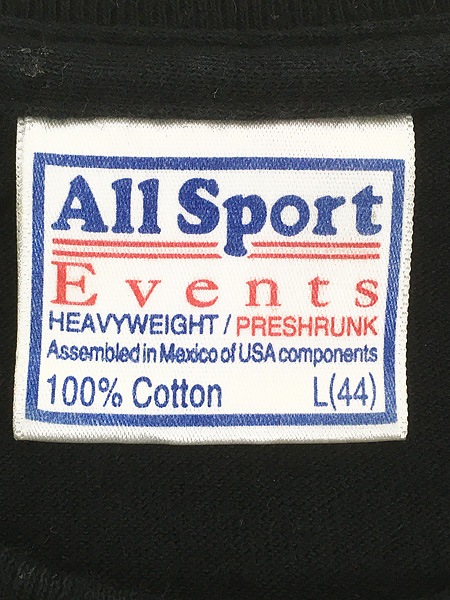 All Sport
Events
HEAVYWEIGHT / PRESHRUNK
Assembled in Mexico of USA components
100% Cotton L(44)